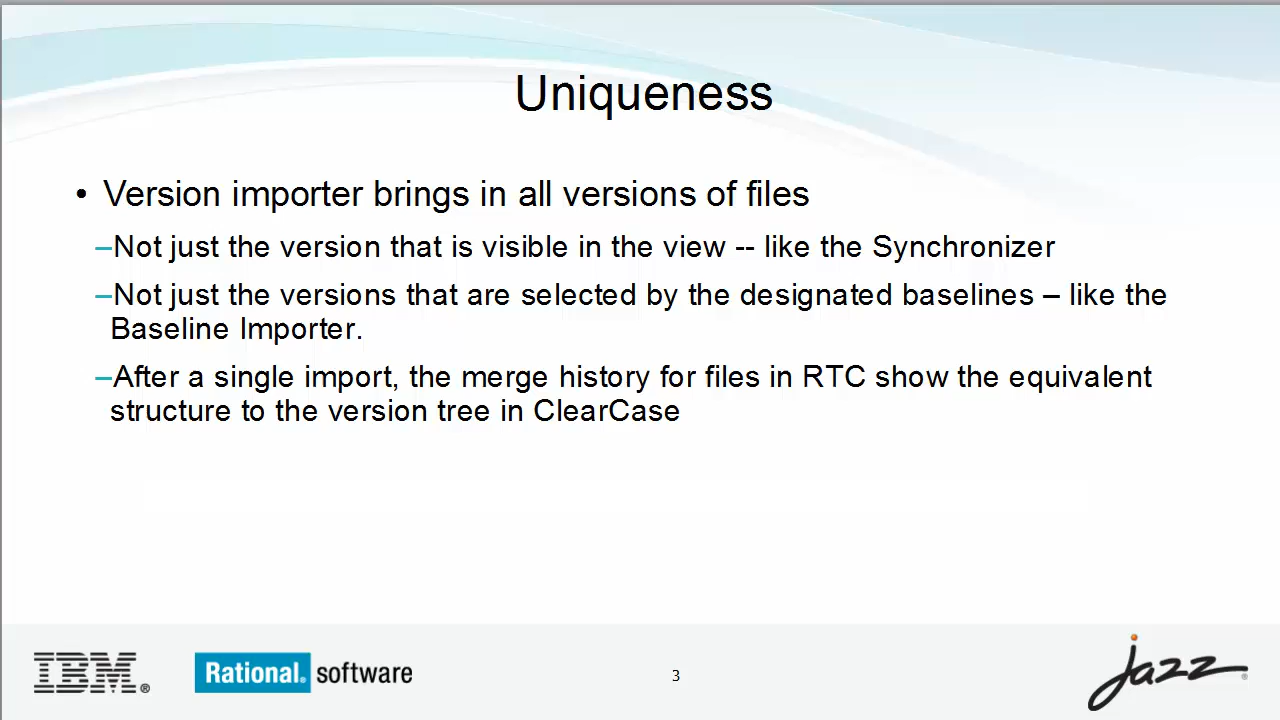 Uniqueness
• Version importer brings in all versions of files
–Not just the version that is visible in the view -- like the Synchronizer
–Not just the versions that are selected by the designated baselines – like the
Baseline Importer.
–After a single import, the merge history for files in RTC show the equivalent
structure to the version tree in ClearCase
IBM®
Rational® software
3
jazz®